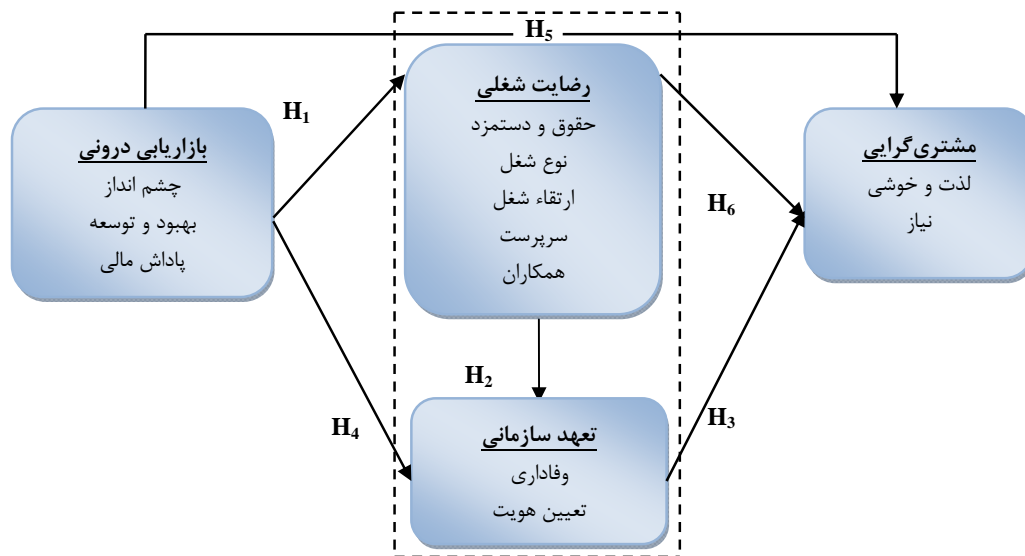 H5
H1
بازاریابی درونی
چشم انداز
بهبود و توسعه
پاداش مالی
رضایت شغلی
حقوق و دستمزد
نوع شغل
ارتقاء شغل
سرپرست
همکاران
مشتری‌گرایی
لذت و خوشی
نیاز
H6
H2
H4
H3
تعهد سازمانی
وفاداری
تعیین هویت